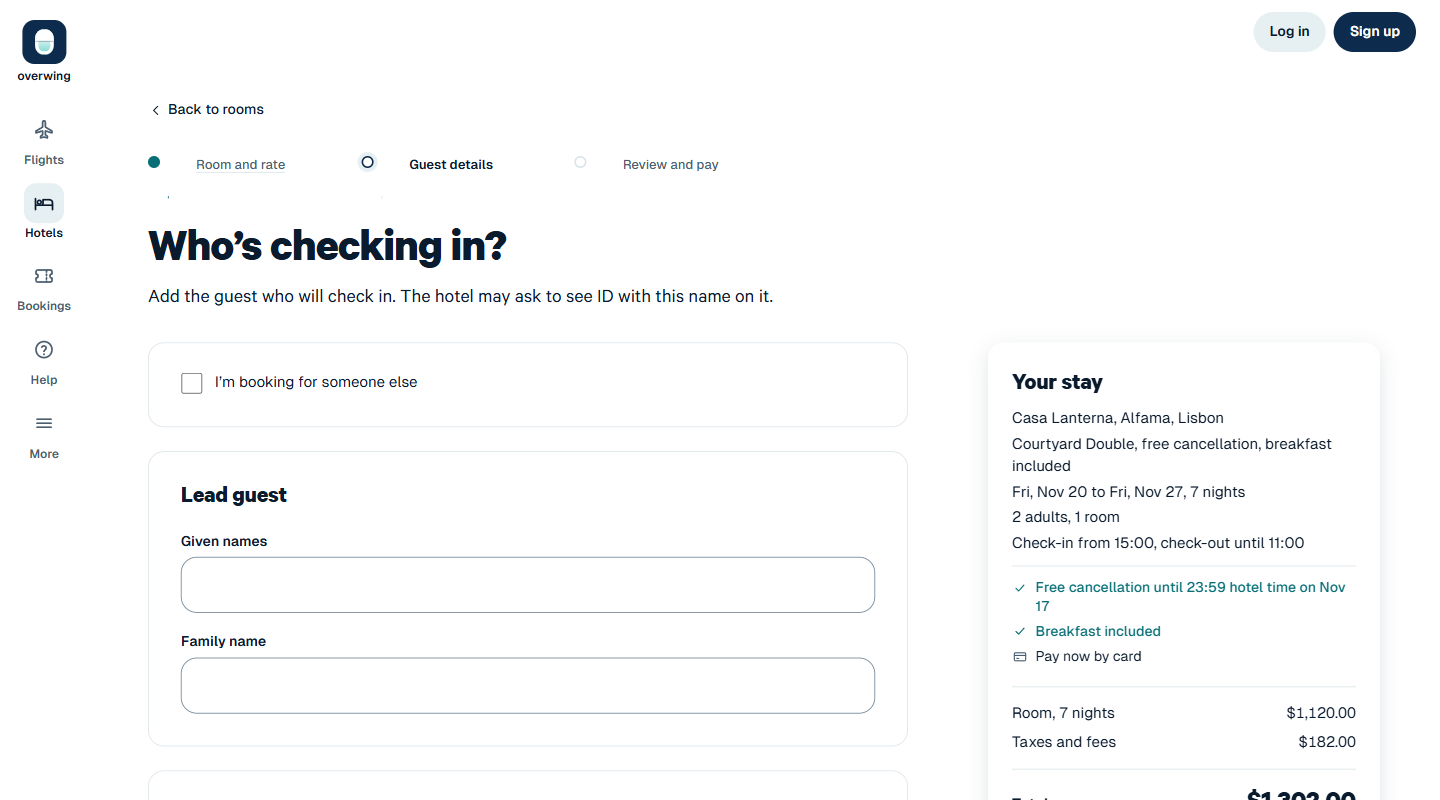 overwing
Flights
Hotels
Bookings
Help
More
Log in
Sign up
Back to rooms
Room and rate
Guest details
Review and pay
Who’s checking in?
Add the guest who will check in. The hotel may ask to see ID with this name on it.
I’m booking for someone else
Lead guest
Given names
Family name
Your stay
Casa Lanterna, Alfama, Lisbon
Courtyard Double, free cancellation, breakfast
included
Fri, Nov 20 to Fri, Nov 27, 7 nights
2 adults, 1 room
Check-in from 15:00, check-out until 11:00
Free cancellation until 23:59 hotel time on Nov
17
Breakfast included
Pay now by card
Room, 7 nights $1,120.00
Taxes and fees $182.00
Total $1,302.00